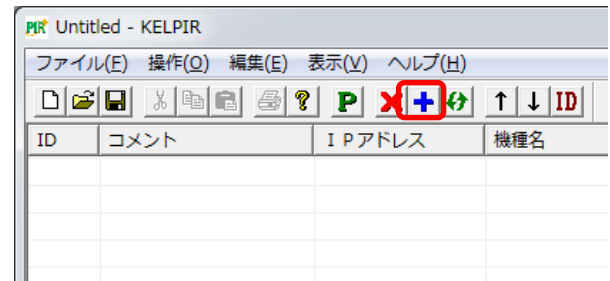 PIR Untitled - KELPIR
ファイル(F) 操作(O) 編集(E) 表示(V) ヘルプ(H)
? P ID
ID コメント ＩＰアドレス 機種名